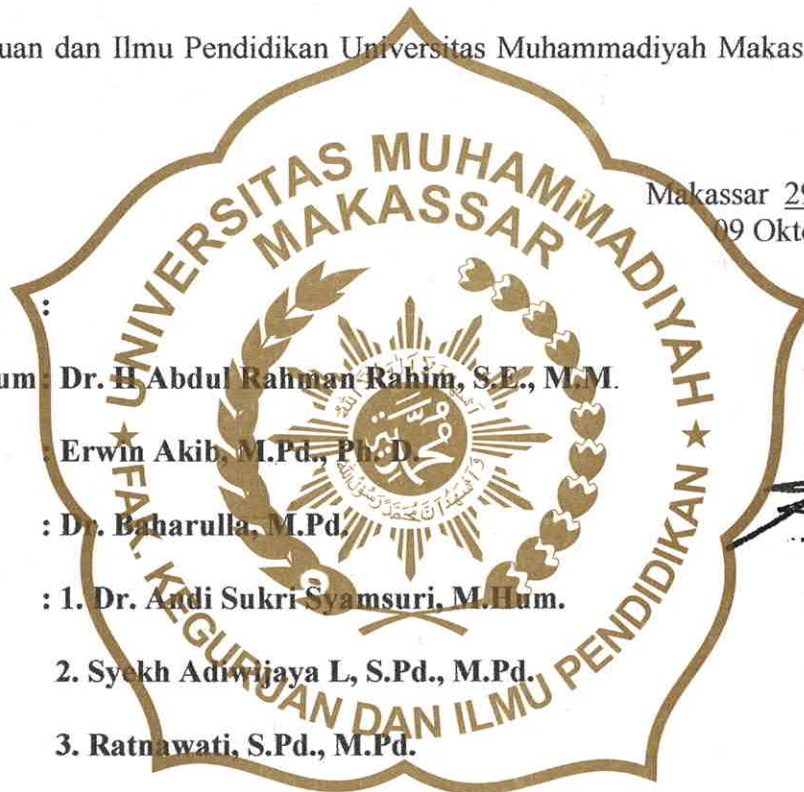 uan dan Ilmu Pendidikan Universitas Muhammadiyah Makas
Makassar 29
09 Okto
:
um : Dr. H Abdul Rahman Rahim, S.E., M.M.
: Erwin Akib, M.Pd., Ph. D.
: Dr. Baharulla, M.Pd.
: 1. Dr. Andi Sukri Syamsuri, M.Hum.
2. Syekh Adiwijaya L, S.Pd., M.Pd.
3. Ratnawati, S.Pd., M.Pd.
UNIVERSITAS MUHAMMADIYAH
MAKASSAR
★ FAK. KEGURUAN DAN ILMU PENDIDIKAN ★